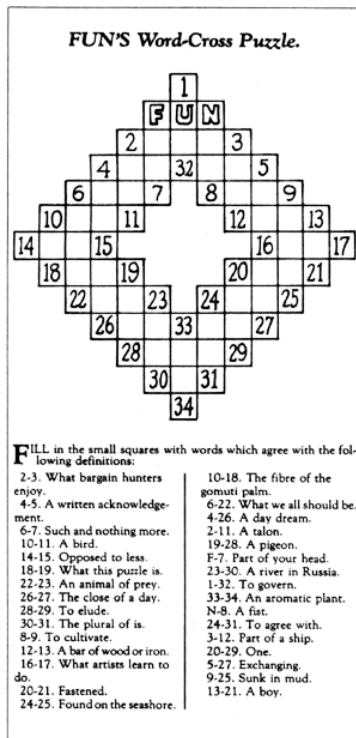 FUN'S Word-Cross Puzzle.
1
F U N
2 3
4 32 5
6 7 8 9
10 11 12 13
14 15 16 17
18 19 20 21
22 23 24 25
26 33 27
28 29
30 31
34
FILL in the small squares with words which agree with the fol-
lowing definitions:
2-3. What bargain hunters
enjoy.
4-5. A written acknowledge-
ment.
6-7. Such and nothing more.
10-11. A bird.
14-15. Opposed to less.
18-19. What this puzzle is.
22-23. An animal of prey.
26-27. The close of a day.
28-29. To elude.
30-31. The plural of is.
8-9. To cultivate.
12-13. A bar of wood or iron.
16-17. What artists learn to
do.
20-21. Fastened.
24-25. Found on the seashore.
10-18. The fibre of the
gomuti palm.
6-22. What we all should be.
4-26. A day dream.
2-11. A talon.
19-28. A pigeon.
F-7. Part of your head.
23-30. A river in Russia.
1-32. To govern.
33-34. An aromatic plant.
N-8. A fist.
24-31. To agree with.
3-12. Part of a ship.
20-29. One.
5-27. Exchanging.
9-25. Sunk in mud.
13-21. A boy.